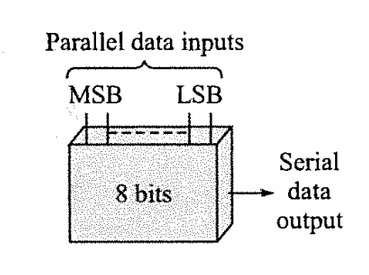 Parallel data inputs
MSB LSB
8 bits
Serial
data
output